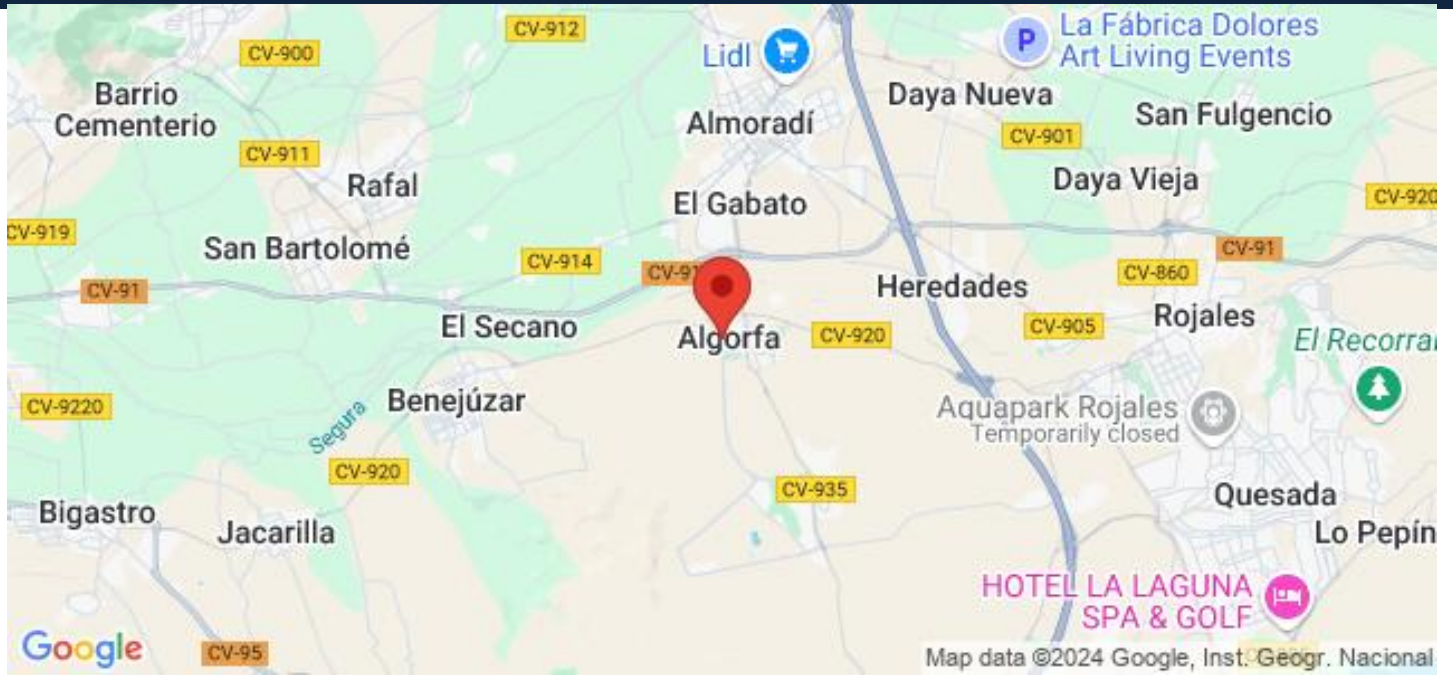 CV-912
La Fábrica Dolores
Art Living Events
P
CV-900
Lidl
Barrio
Cementerio
Daya Nueva
San Fulgencio
Almoradí
CV-901
CV-911
Rafal
Daya Vieja
CV-920
El Gabato
CV-919
San Bartolomé
CV-91
CV-914
CV-860
CV-91
Heredades
Rojales
El Secano
Algorfa
CV-920
CV-905
Benejúzar
CV-9220
Segura
Aquapark Rojales
Temporarily closed
CV-920
CV-935
Quesada
Bigastro
Jacarilla
Lo Pepín
HOTEL LA LAGUNA
SPA & GOLF
Google
CV-95
Map data ©2024 Google, Inst. Geogr. Nacional